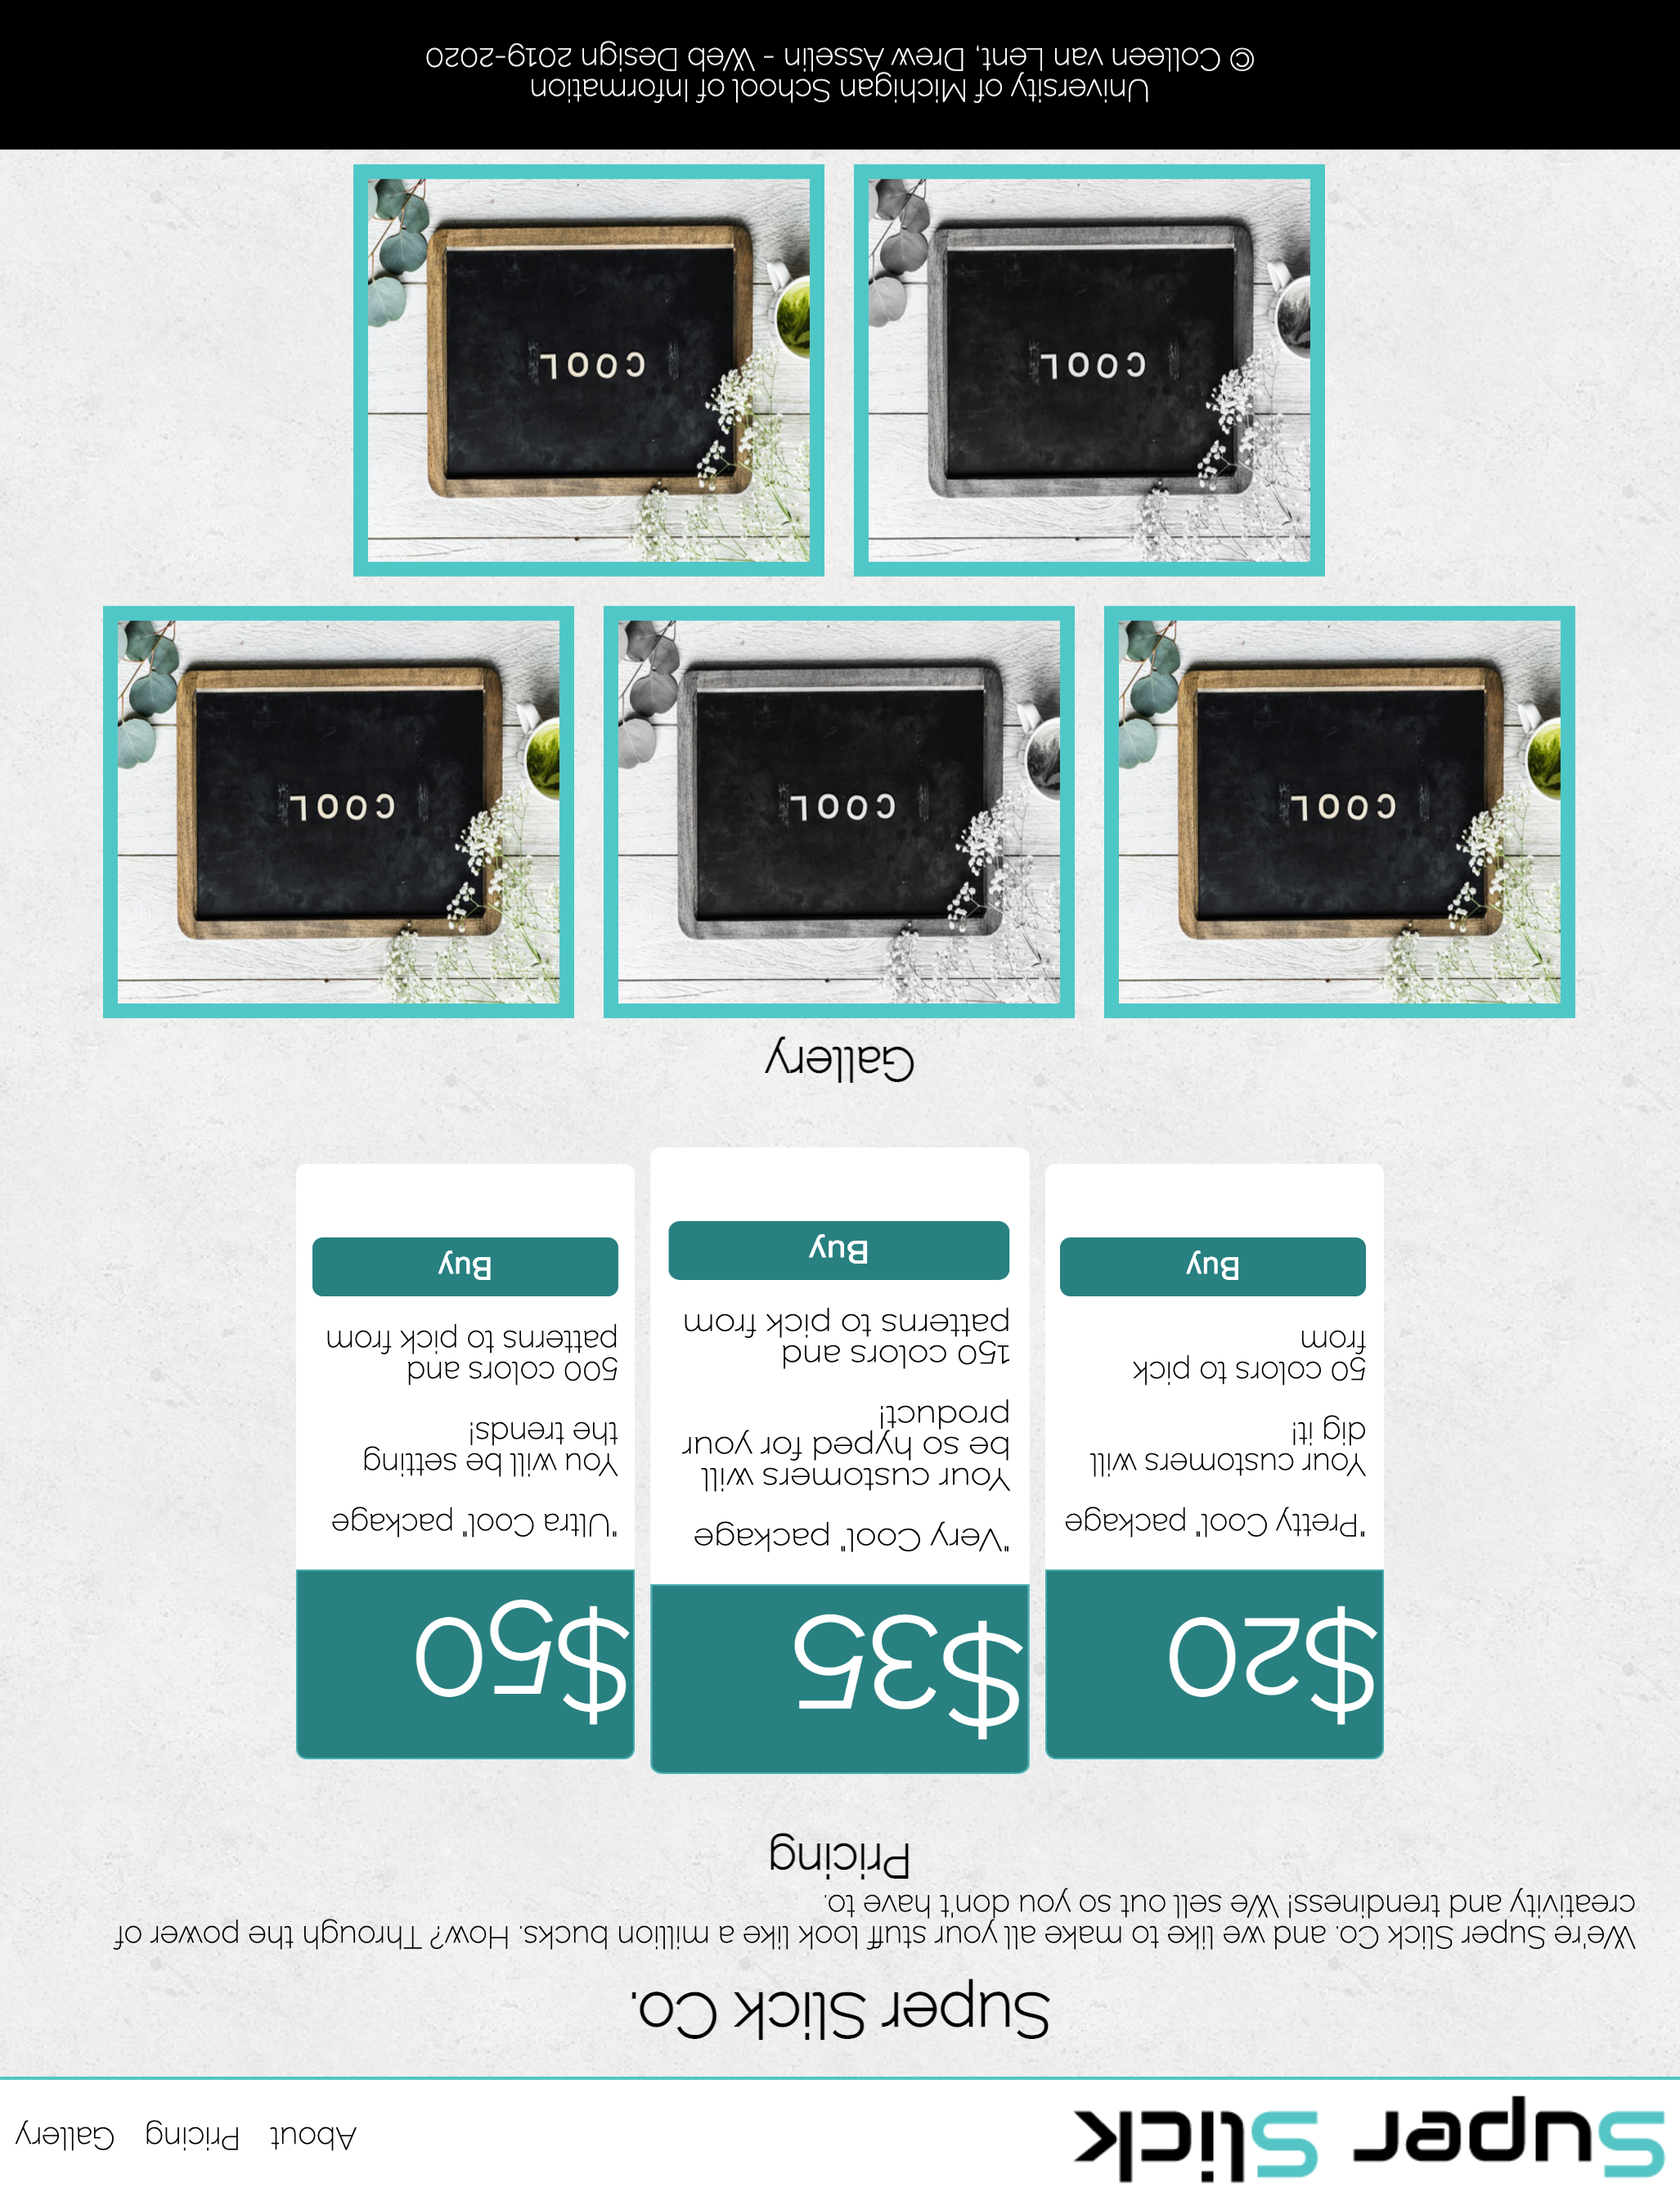 Super Slick
About Pricing Gallery
Super Slick Co.
We're Super Slick Co. and we like to make all your stuff look like a million bucks. How? Through the power of
creativity and trendiness! We sell out so you don't have to.
Pricing
$20
"Pretty Cool" package
Your customers will
dig it!
50 colors to pick
from
Buy
$35
"Very Cool" package
Your customers will
be so hyped for your
product!
150 colors and
patterns to pick from
Buy
$50
"Ultra Cool" package
You will be setting
the trends!
500 colors and
patterns to pick from
Buy
Gallery
COOL
COOL
COOL
COOL
COOL
University of Michigan School of Information
© Colleen van Lent, Drew Asselin - Web Design 2019-2020